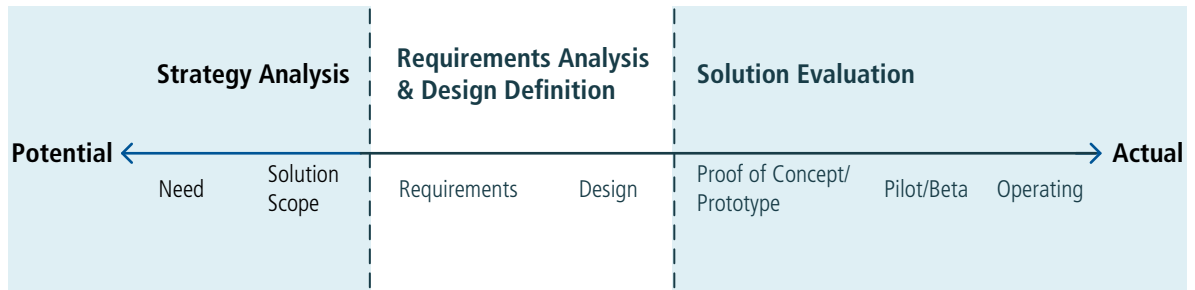 Strategy Analysis
Requirements Analysis
& Design Definition
Solution Evaluation
Potential
Actual
Need
Solution
Scope
Requirements
Design
Proof of Concept/
Prototype
Pilot/Beta
Operating